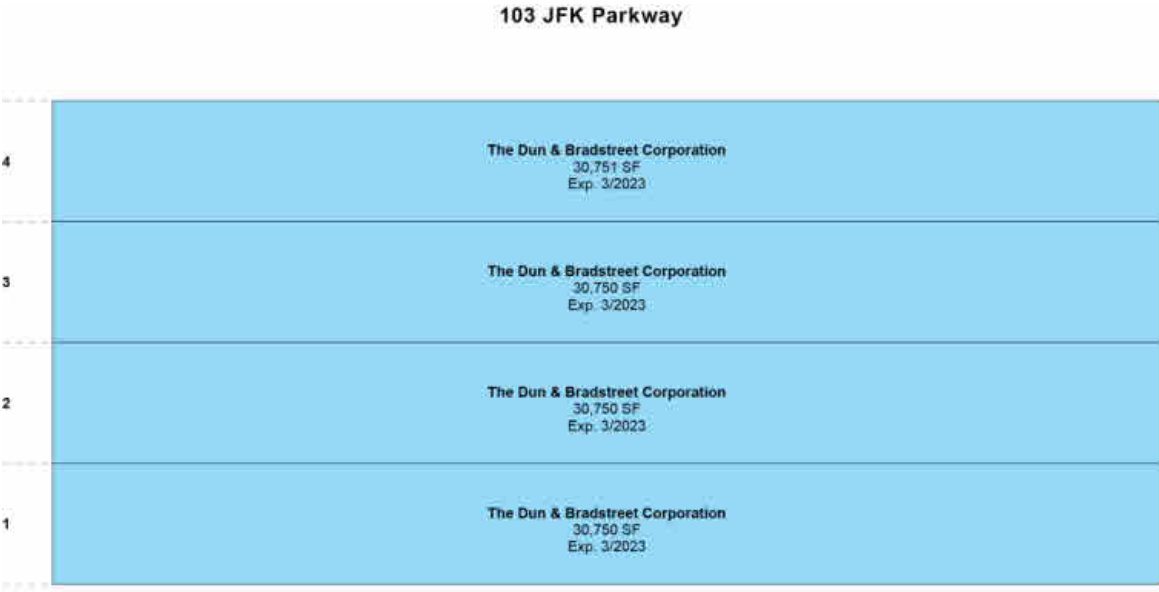 103 JFK Parkway
4
The Dun & Bradstreet Corporation
30,751 SF
Exp. 3/2023
3
The Dun & Bradstreet Corporation
30,750 SF
Exp. 3/2023
2
The Dun & Bradstreet Corporation
30,750 SF
Exp. 3/2023
1
The Dun & Bradstreet Corporation
30,750 SF
Exp. 3/2023